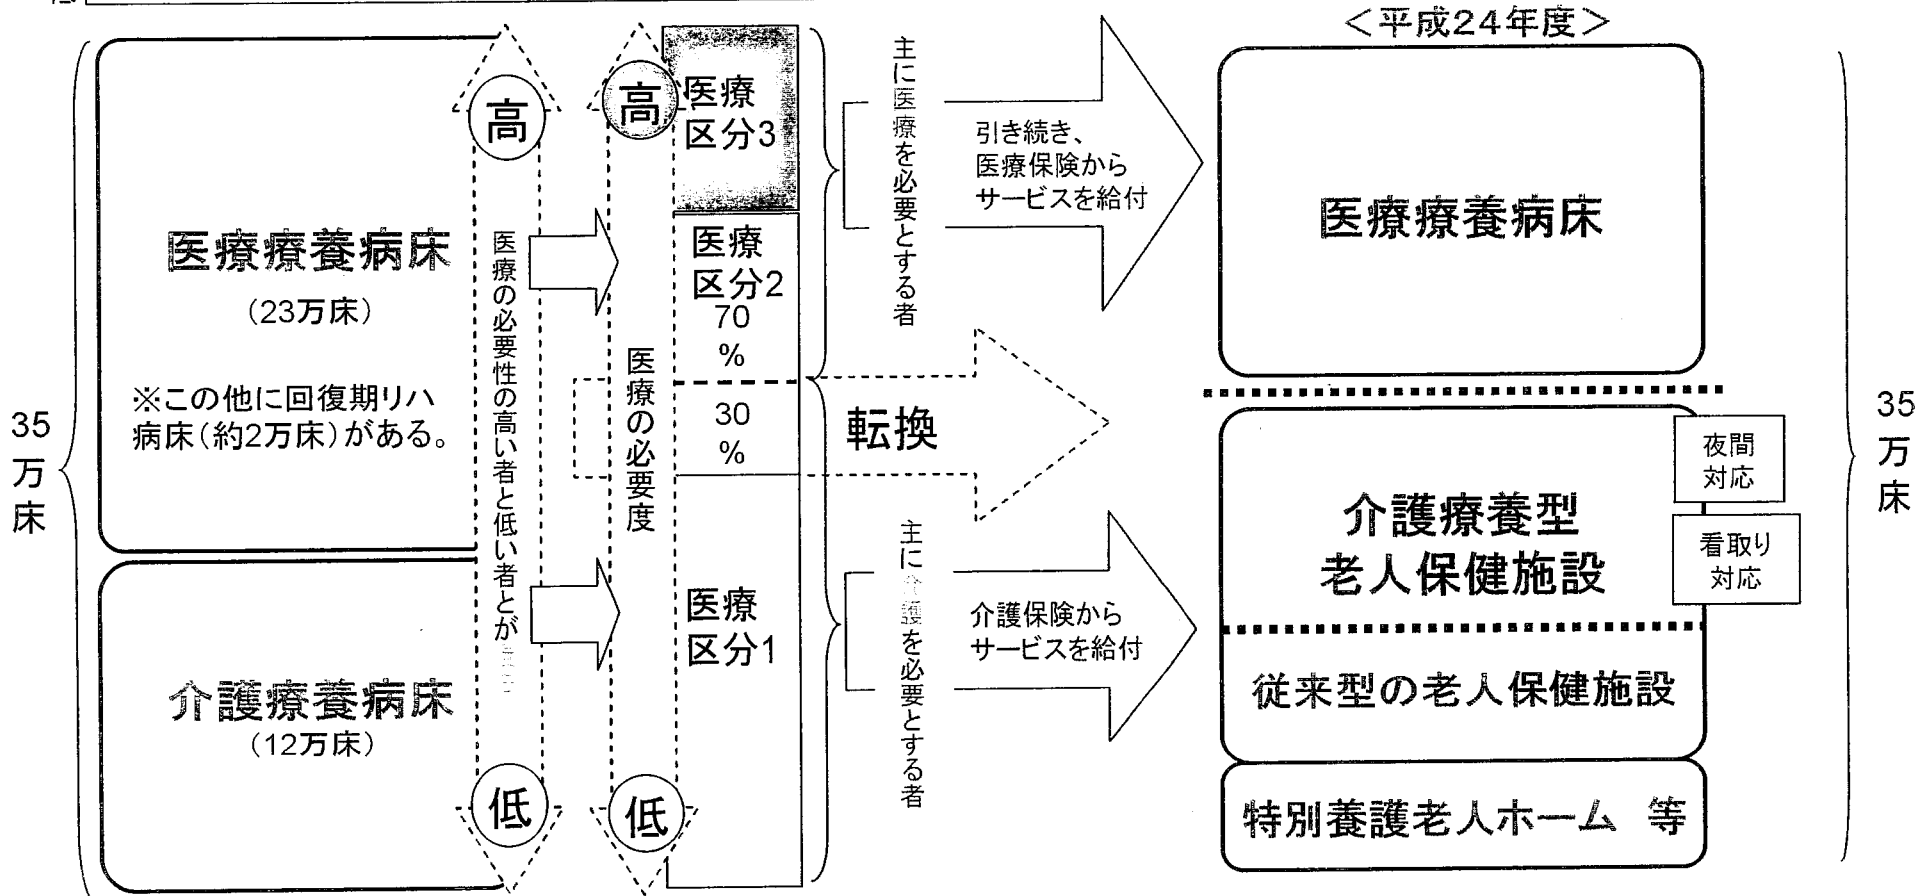 35
万
床
医療療養病床
(23万床)
※この他に回復期リハ
病床(約2万床)がある。
介護療養病床
(12万床)
高
医療の必要性の高い者と低い者とが
低
高
医療の必要度
低
医療
区分3
医療
区分2
70
%
30
%
医療
区分1
主に医療を必要とする者
引き続き、
医療保険から
サービスを給付
転換
主に介護を必要とする者
介護保険から
サービスを給付
<平成24年度>
医療療養病床
介護療養型
老人保健施設
夜間
対応
看取り
対応
従来型の老人保健施設
特別養護老人ホーム 等
35
万
床